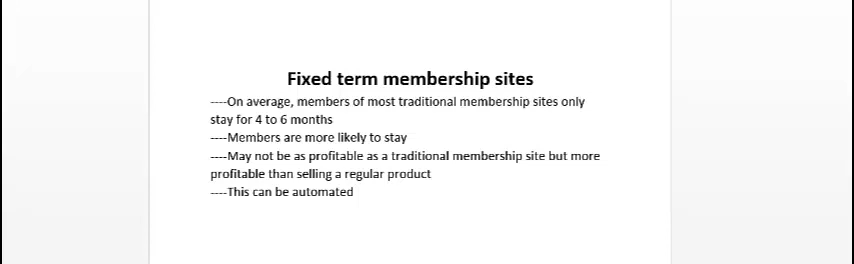 Fixed term membership sites
----On average, members of most traditional membership sites only
stay for 4 to 6 months
----Members are more likely to stay
----May not be as profitable as a traditional membership site but more
profitable than selling a regular product
----This can be automated